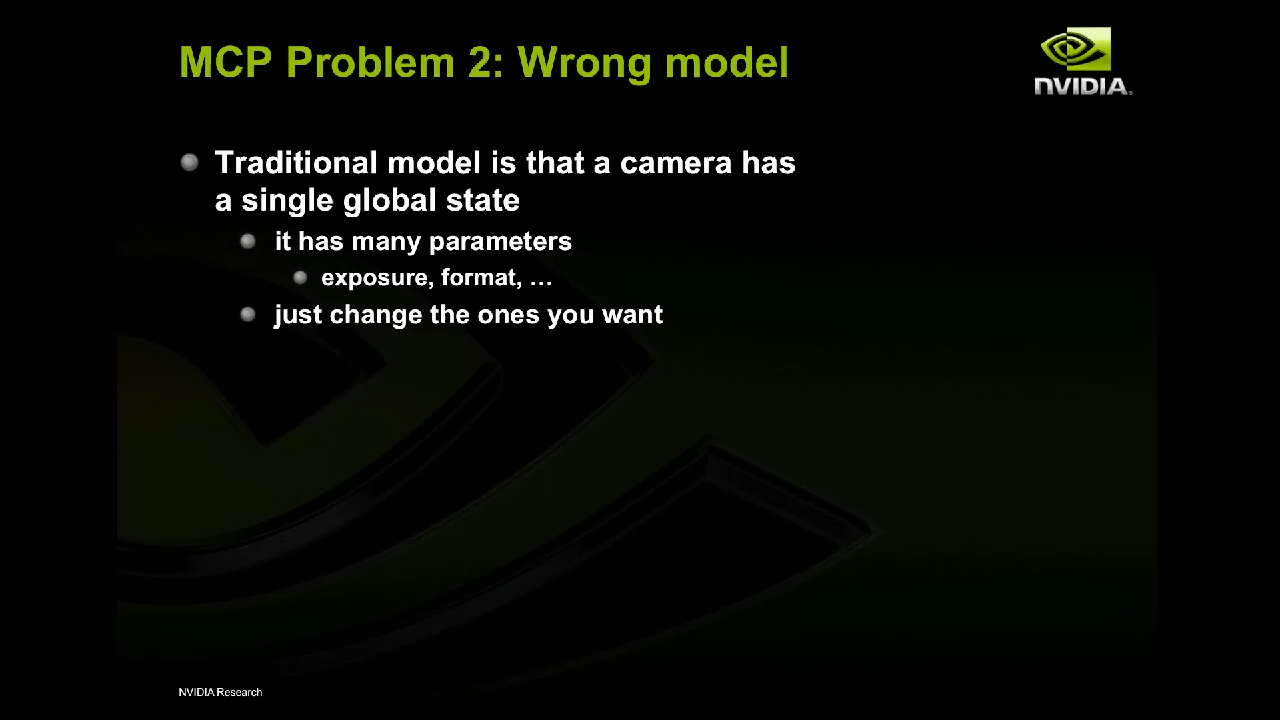 MCP Problem 2: Wrong model
NVIDIA
Traditional model is that a camera has
a single global state
it has many parameters
exposure, format, …
just change the ones you want
NVIDIA Research